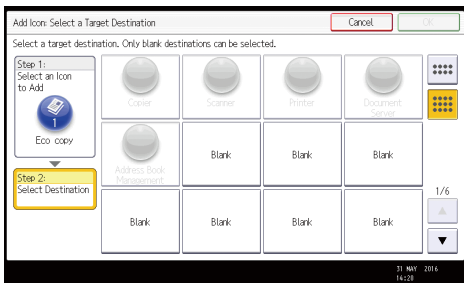 Add Icon: Select a Target Destination
Cancel
OK
Select a target destination. Only blank destinations can be selected.
Step 1:
Select an Icon
to Add
1
Eco copy
Step 2:
Select Destination
Copier
Scanner
Printer
Document
Server
Address Book
Management
Blank
Blank
Blank
Blank
Blank
Blank
Blank
1/6
31 MAY 2016
14:28